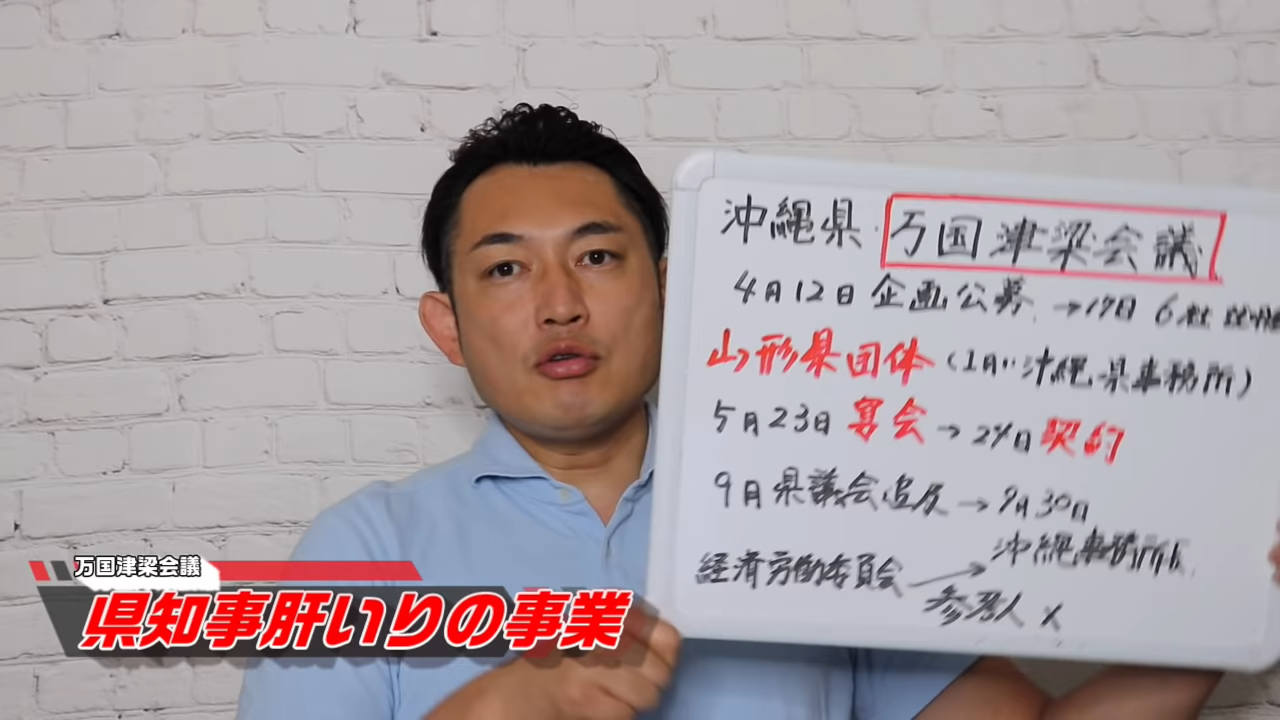 沖縄県 万国津梁会議
4月12日 企画公募 →17日 6社
山形県団体(1月‥沖縄県事務所)
5月23日 宴会→24日 契約
9月 県議会追及→9月30日
沖縄事務所
経済労働委員会→
参考人 ×
万国津梁会議
県知事肝いりの事業